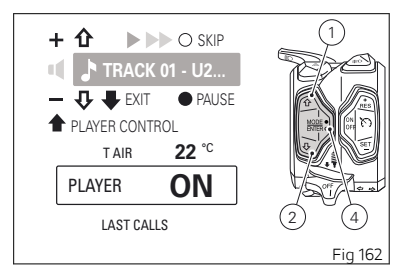 + ⇧ ▶ ▶▶ ○ SKIP
♪ TRACK 01 - U2...
− ⇩ ⬇ EXIT ● PAUSE
⬆ PLAYER CONTROL
T AIR 22 °C
PLAYER ON
LAST CALLS
1
RES
MODE
ENTER
ON
OFF
SET
OFF
2
4
Fig 162